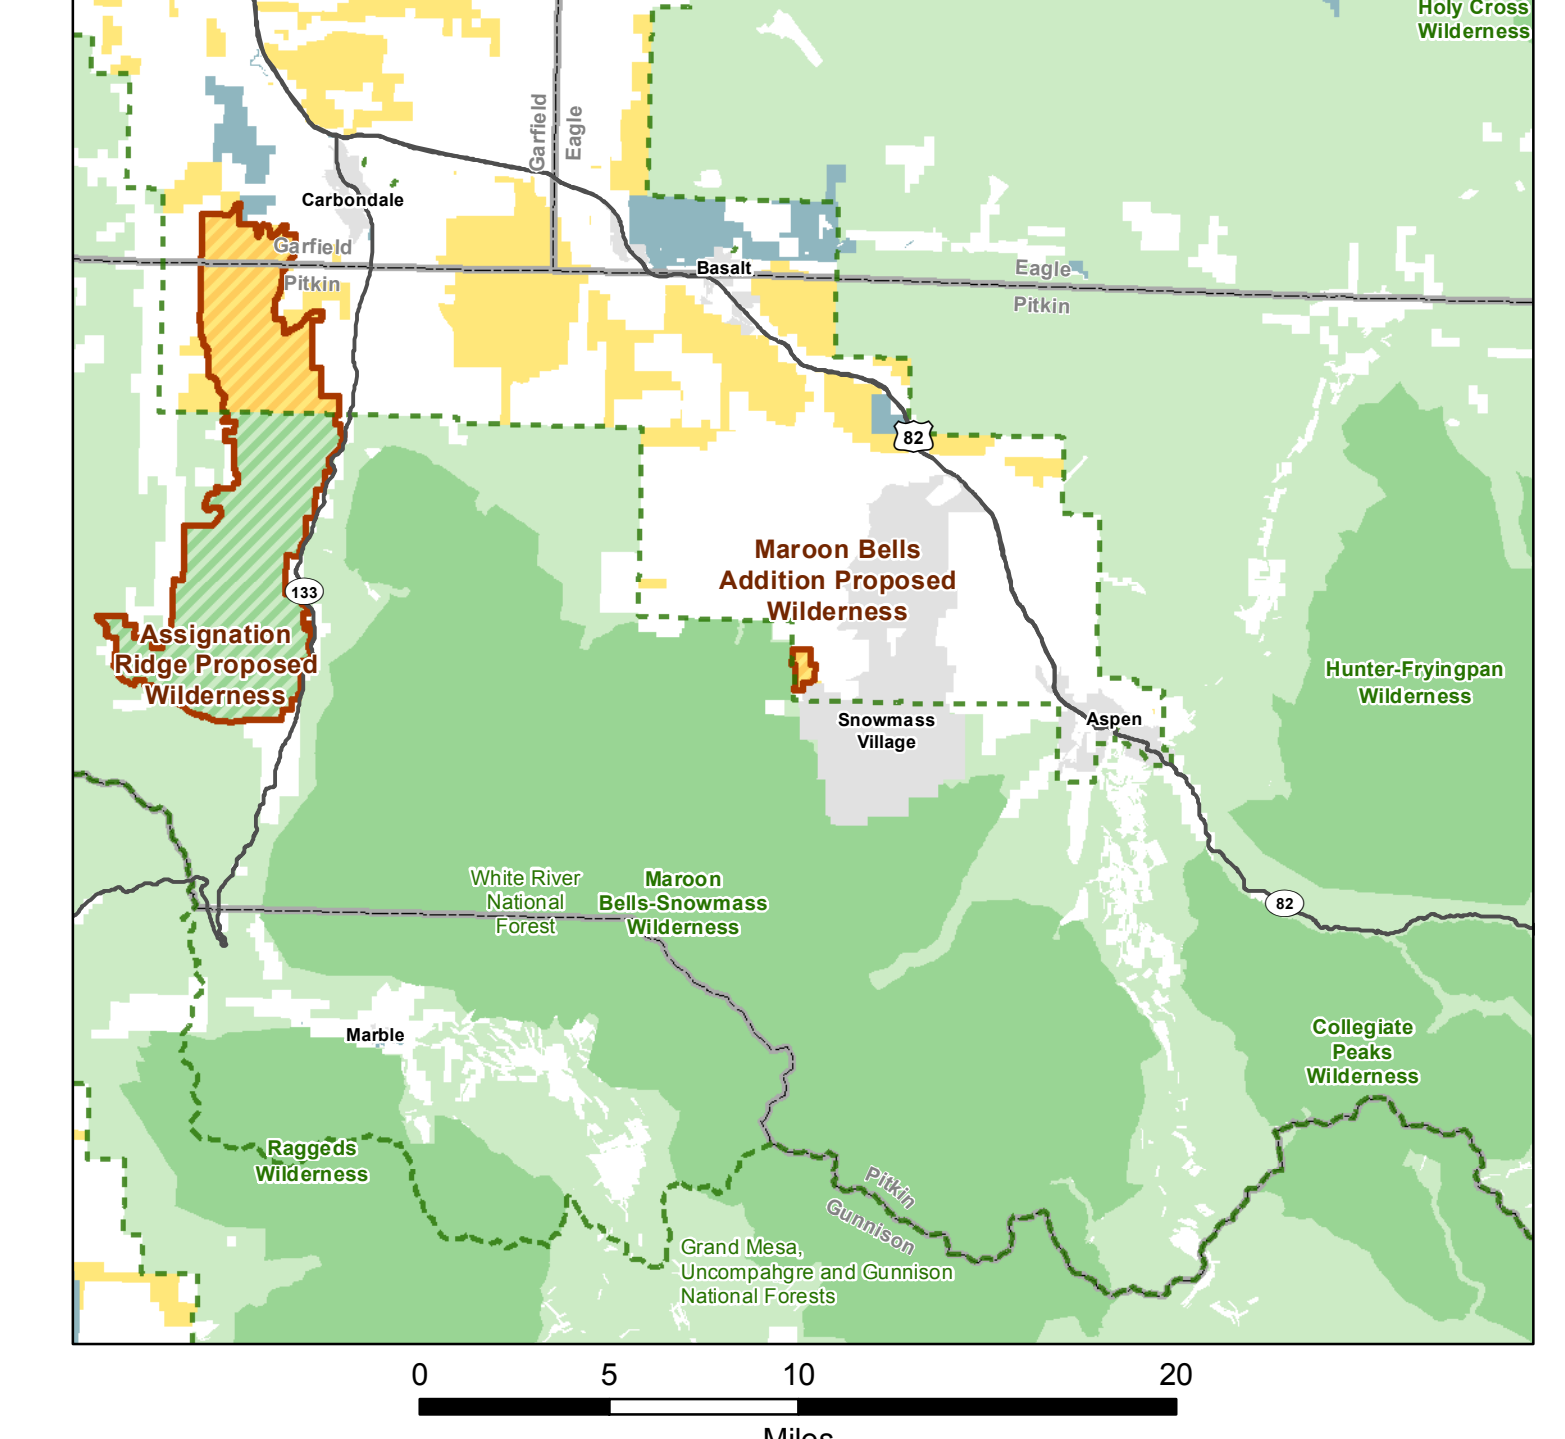 Holy Cross
Wilderness
Garfield
Eagle
Carbondale
Garfield
Pitkin
Basalt
Eagle
Pitkin
82
Maroon Bells
Addition Proposed
Wilderness
133
Assignation
Ridge Proposed
Wilderness
Hunter-Fryingpan
Wilderness
Snowmass
Village
Aspen
White River
National
Forest
Maroon
Bells-Snowmass
Wilderness
82
Marble
Collegiate
Peaks
Wilderness
Raggeds
Wilderness
Pitkin
Gunnison
Grand Mesa,
Uncompahgre and Gunnison
National Forests
0 5 10 20
Miles